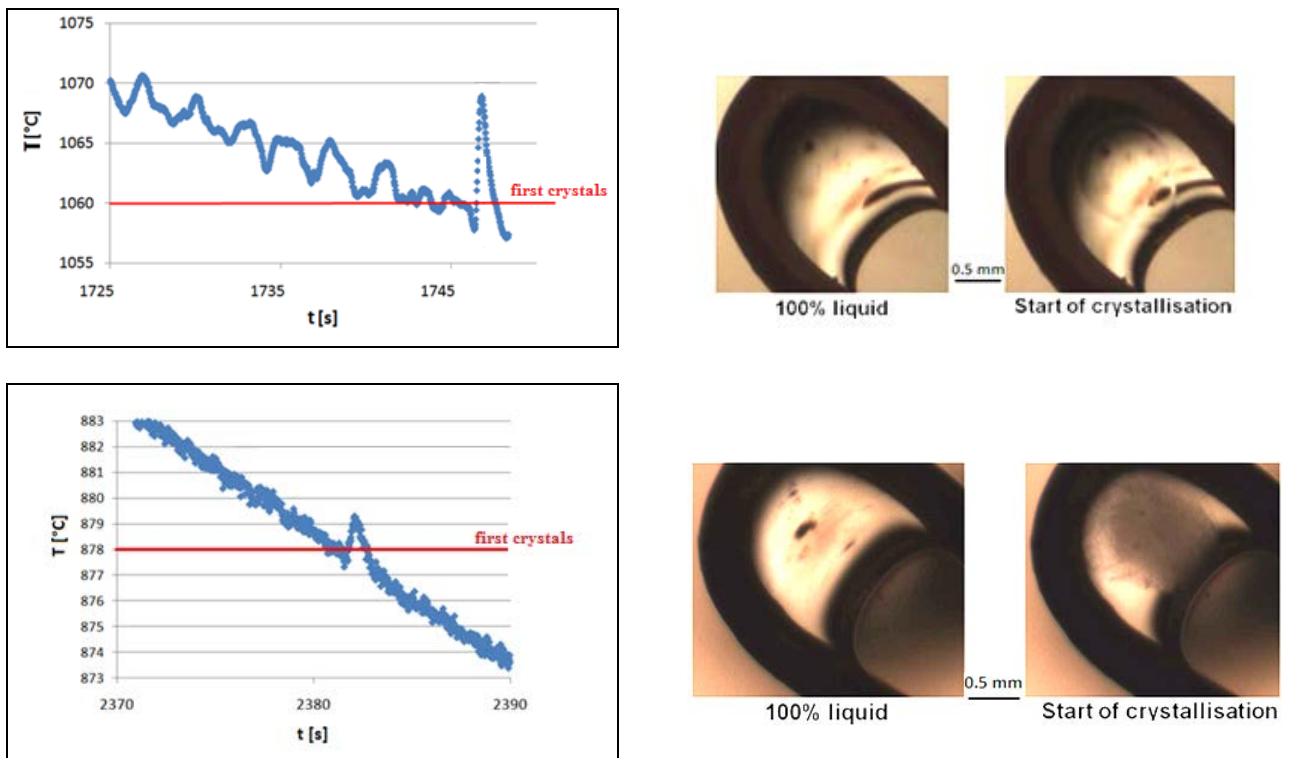 1075
1070
1065
1060
1055
T [°C]
first crystals
1725
1735
1745
t [s]
0.5 mm
100% liquid
Start of crystallisation
883
882
881
880
879
878
877
876
875
874
873
T [°C]
first crystals
2370
2380
2390
t [s]
0.5 mm
100% liquid
Start of crystallisation